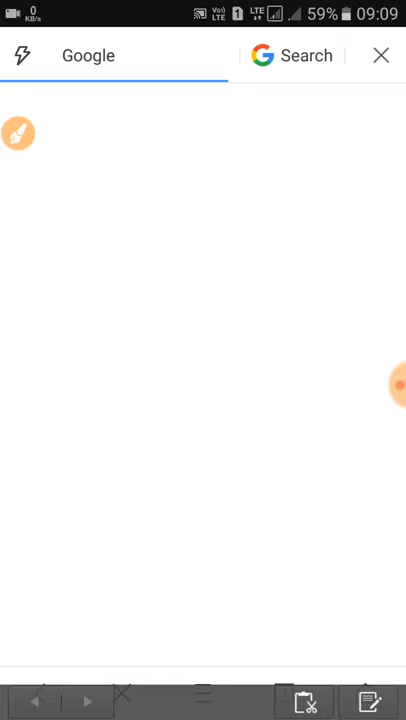 0
KB/s
Vo))
LTE
1
LTE
59%
09:09
Google
G Search